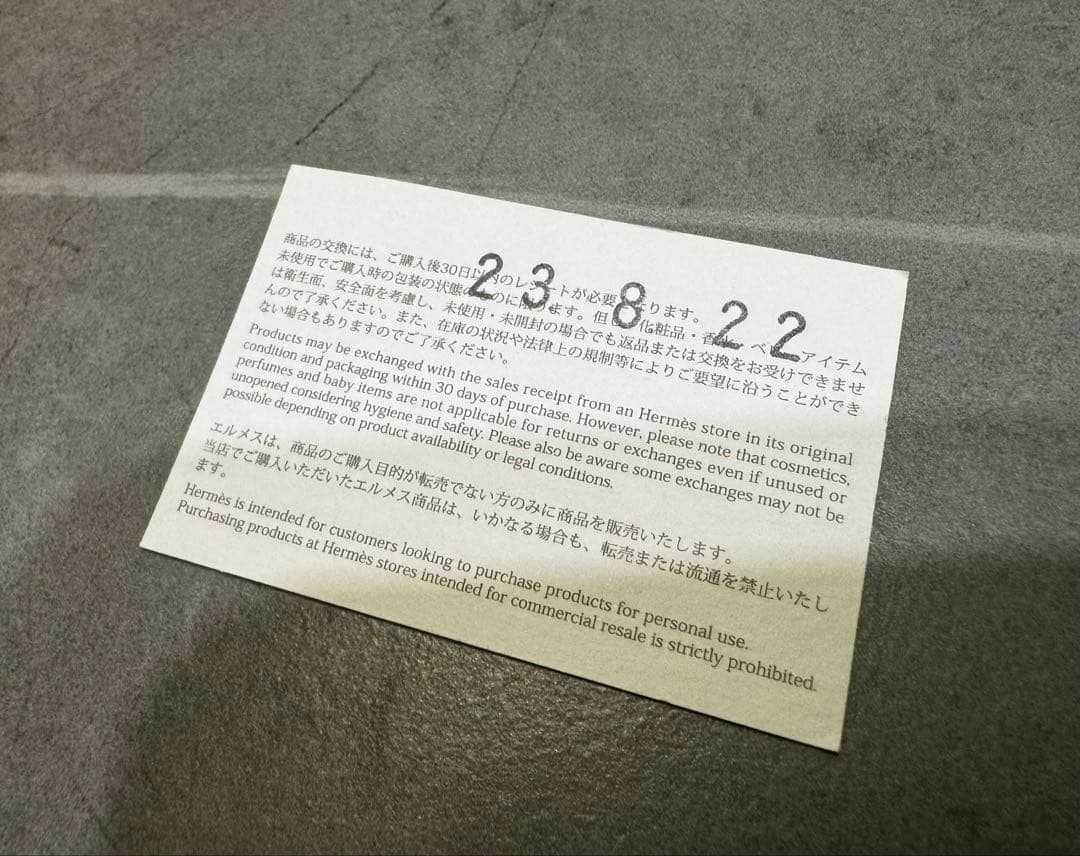 23.8.22
商品の交換には、ご購入後30日以内のレシートが必要となります。
未使用でご購入時の包装の状態のものに限ります。但し、化粧品・香水・ベビーアイテム
は衛生面、安全面を考慮し、未使用・未開封の場合でも返品または交換をお受けできませ
んので了承ください。また、在庫の状況や法律上の規制等によりご要望に沿うことができ
ない場合もありますのでご了承ください。
Products may be exchanged with the sales receipt from an Hermès store in its original
condition and packaging within 30 days of purchase. However, please note that cosmetics,
perfumes and baby items are not applicable for returns or exchanges even if unused or
unopened considering hygiene and safety. Please also be aware some exchanges may not be
possible depending on product availability or legal conditions.
エルメスは、商品のご購入目的が転売でない方のみに商品を販売いたします。
当店でご購入いただいたエルメス商品は、いかなる場合も、転売または流通を禁止いたし
ます。
Hermès is intended for customers looking to purchase products for personal use.
Purchasing products at Hermès stores intended for commercial resale is strictly prohibited.